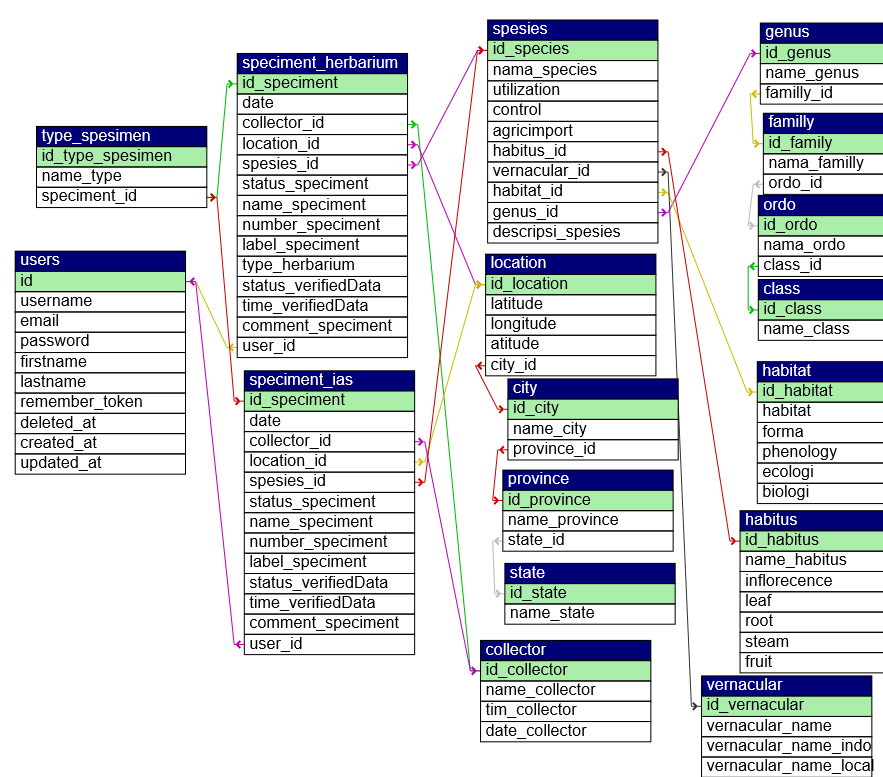 type_spesimen
id_type_spesimen
name_type
speciment_id
users
id
username
email
password
firstname
lastname
remember_token
deleted_at
created_at
updated_at
speciment_herbarium
id_speciment
date
collector_id
location_id
spesies_id
status_speciment
name_speciment
number_speciment
label_speciment
type_herbarium
status_verifiedData
time_verifiedData
comment_speciment
user_id
speciment_ias
id_speciment
date
collector_id
location_id
spesies_id
status_speciment
name_speciment
number_speciment
label_speciment
status_verifiedData
time_verifiedData
comment_speciment
user_id
spesies
id_species
nama_species
utilization
control
agricimport
habitus_id
vernacular_id
habitat_id
genus_id
descripsi_spesies
location
id_location
latitude
longitude
atitude
city_id
city
id_city
name_city
province_id
province
id_province
name_province
state_id
state
id_state
name_state
collector
id_collector
name_collector
tim_collector
date_collector
genus
id_genus
name_genus
familly_id
familly
id_family
nama_familly
ordo_id
ordo
id_ordo
nama_ordo
class_id
class
id_class
name_class
habitat
id_habitat
habitat
forma
phenology
ecologi
biologi
habitus
id_habitus
name_habitus
inflorecence
leaf
root
steam
fruit
vernacular
id_vernacular
vernacular_name
vernacular_name_indo
vernacular_name_local